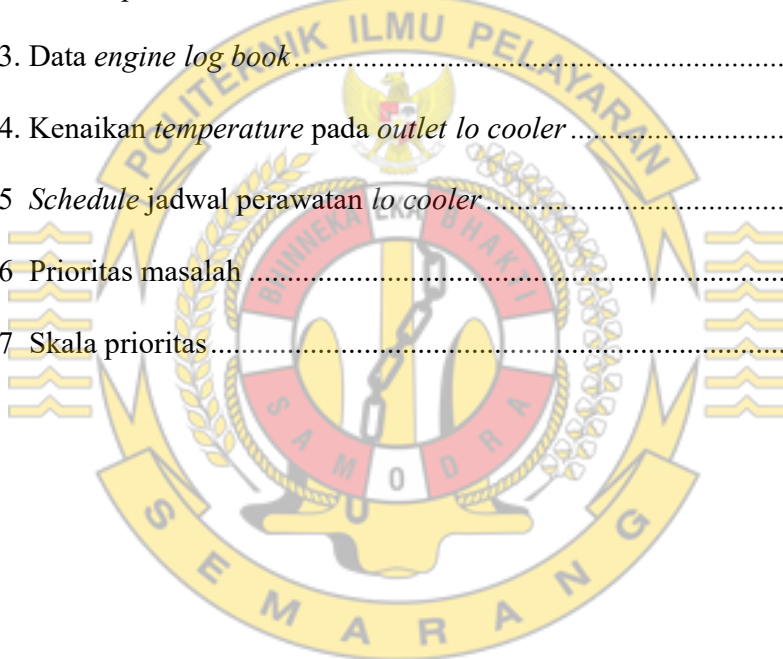 3. Data engine log book.......................................................
4. Kenaikan temperature pada outlet lo cooler...........................
5 Schedule jadwal perawatan lo cooler....................................
6 Prioritas masalah....................................................................
7 Skala prioritas.........................................................................
POLITEKNIK ILMU PELAYARAN
BHINNEKA EKA BHAKTI
SAMODRA
SEMARANG